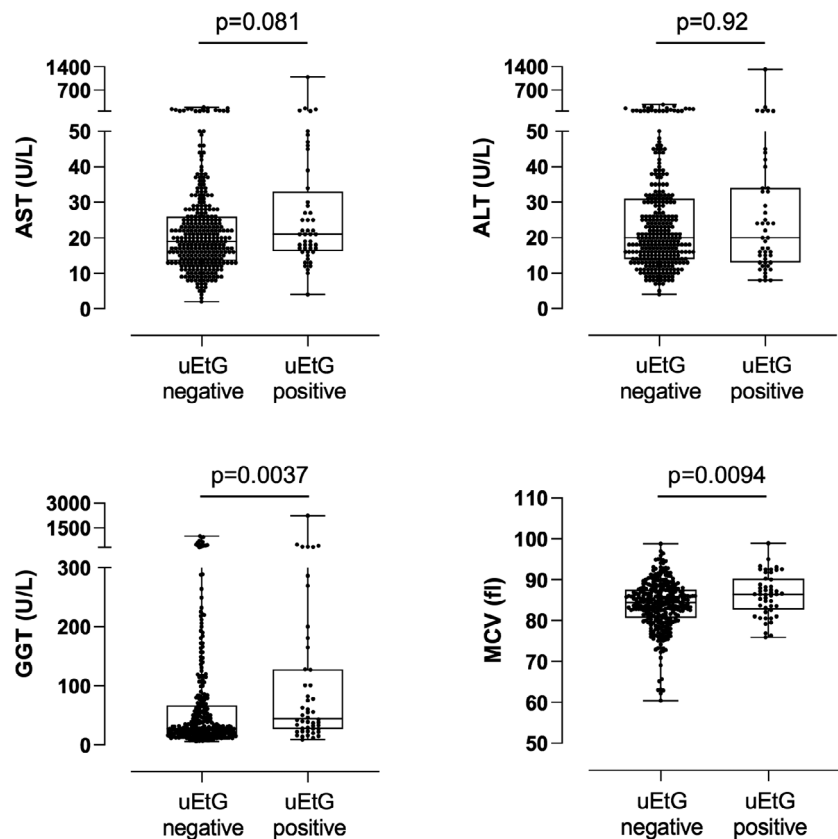 p=0.081
AST (U/L)
1400
700
50
40
30
20
10
0
uEtG
negative
uEtG
positive
p=0.92
ALT (U/L)
1400
700
50
40
30
20
10
0
uEtG
negative
uEtG
positive
p=0.0037
GGT (U/L)
3000
1500
300
200
100
0
uEtG
negative
uEtG
positive
p=0.0094
MCV (fl)
110
100
90
80
70
60
50
uEtG
negative
uEtG
positive